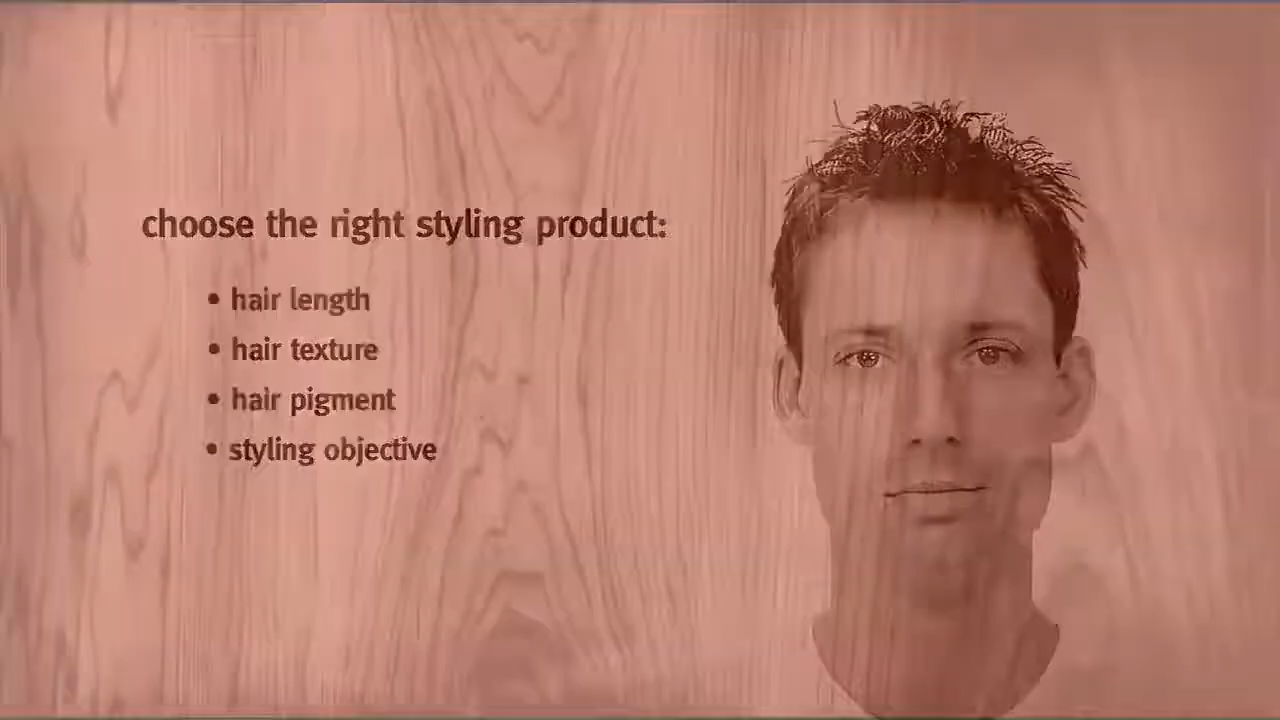 choose the right styling product:
• hair length
• hair texture
• hair pigment
• styling objective